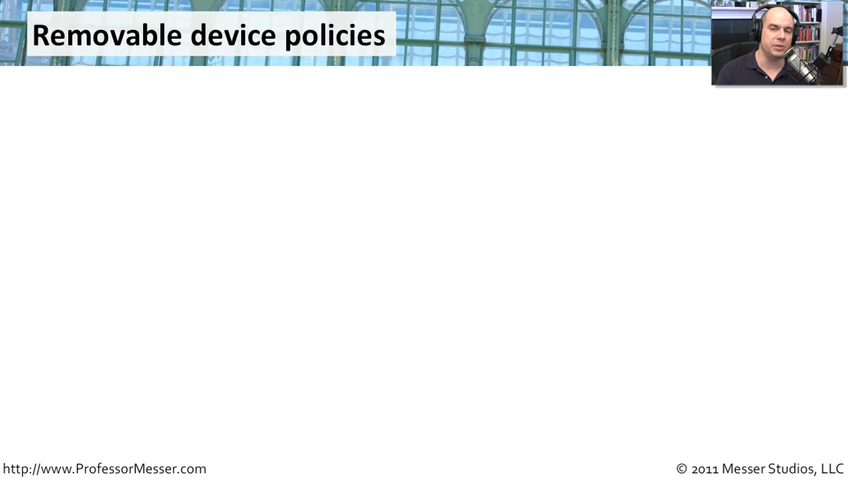 Removable device policies
http://www.ProfessorMesser.com
© 2011 Messer Studios, LLC